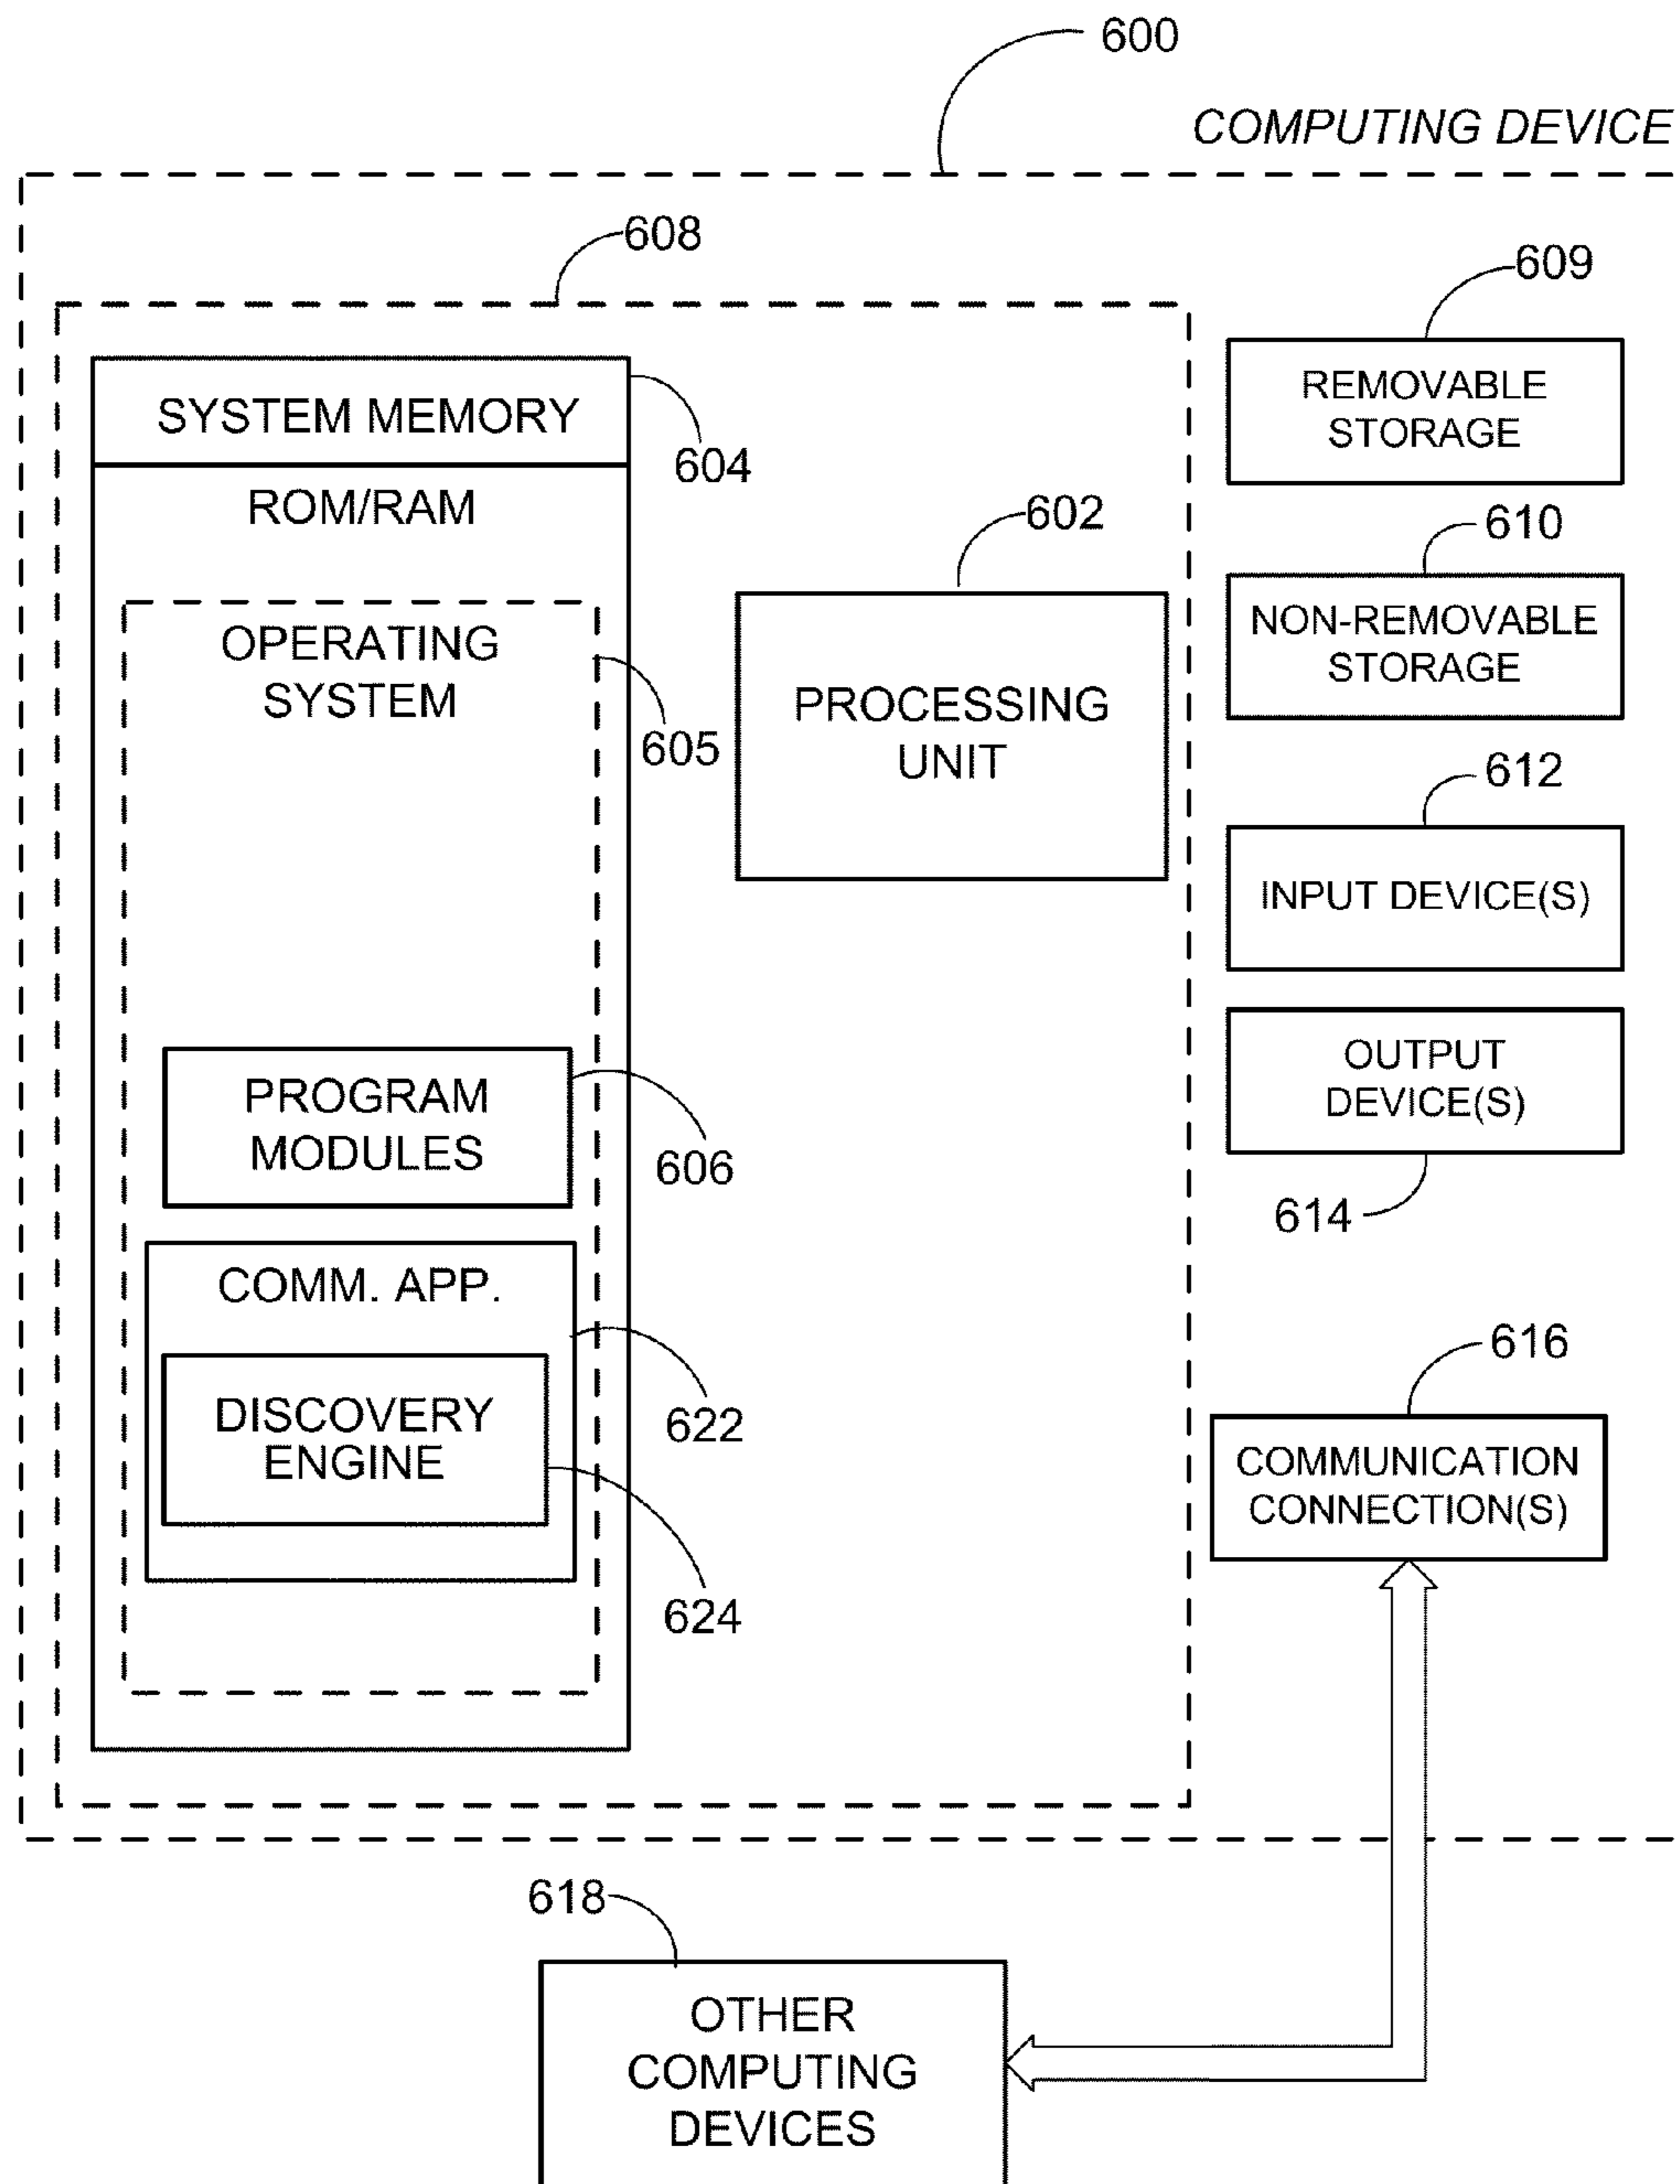 600
COMPUTING DEVICE
608
609
REMOVABLE
STORAGE
SYSTEM MEMORY
604
ROM/RAM
602
610
NON-REMOVABLE
STORAGE
OPERATING
SYSTEM
605
PROCESSING
UNIT
612
INPUT DEVICE(S)
OUTPUT
DEVICE(S)
614
PROGRAM
MODULES
606
COMM. APP.
622
DISCOVERY
ENGINE
624
616
COMMUNICATION
CONNECTION(S)
618
OTHER
COMPUTING
DEVICES